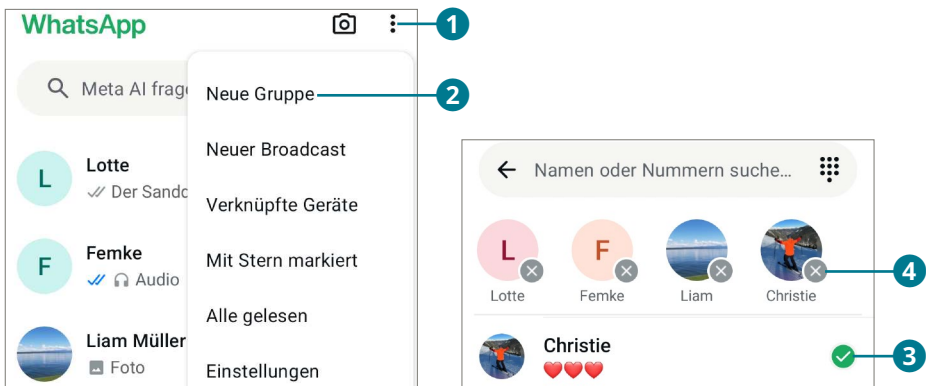 WhatsApp
1
Meta AI frage
Neue Gruppe
2
Neuer Broadcast
L
Lotte
Der Sandd
Verknüpfte Geräte
F
Femke
Audio
Mit Stern markiert
Alle gelesen
Liam Müller
Foto
Einstellungen
Namen oder Nummern suche...
L
F
4
Lotte
Femke
Liam
Christie
Christie
3